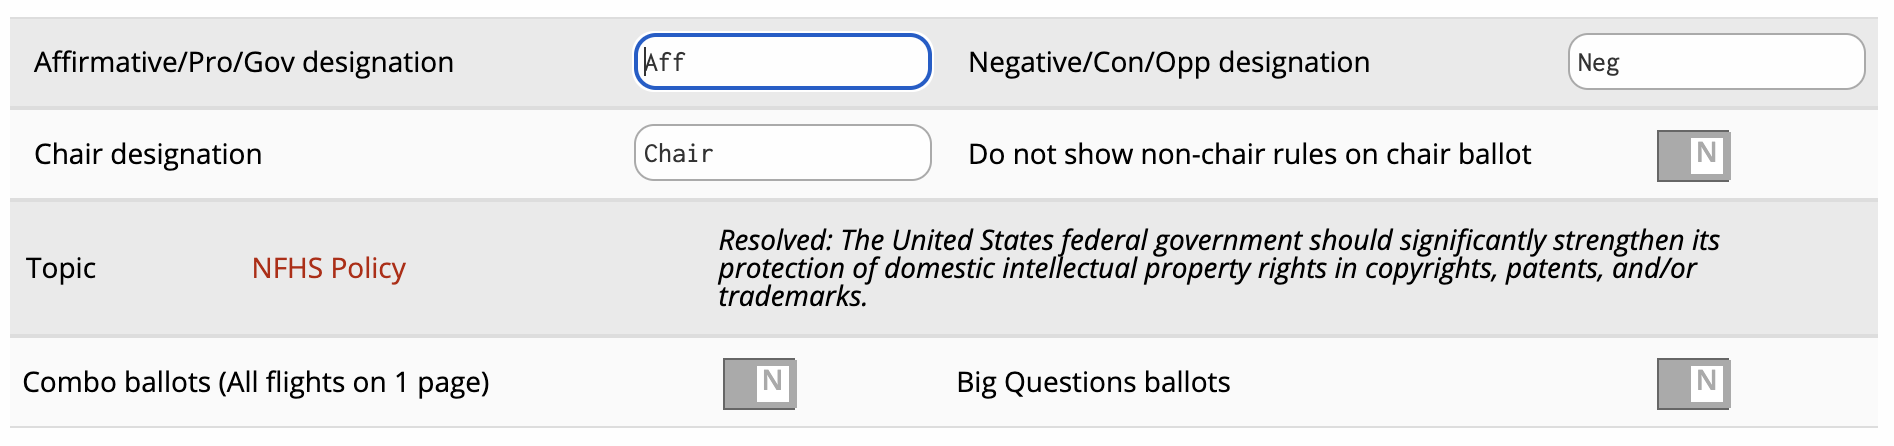 Affirmative/Pro/Gov designation Aff Negative/Con/Opp designation Neg
Chair designation Chair Do not show non-chair rules on chair ballot N
Topic NFHS Policy Resolved: The United States federal government should significantly strengthen its
protection of domestic intellectual property rights in copyrights, patents, and/or
trademarks.
Combo ballots (All flights on 1 page) N Big Questions ballots N